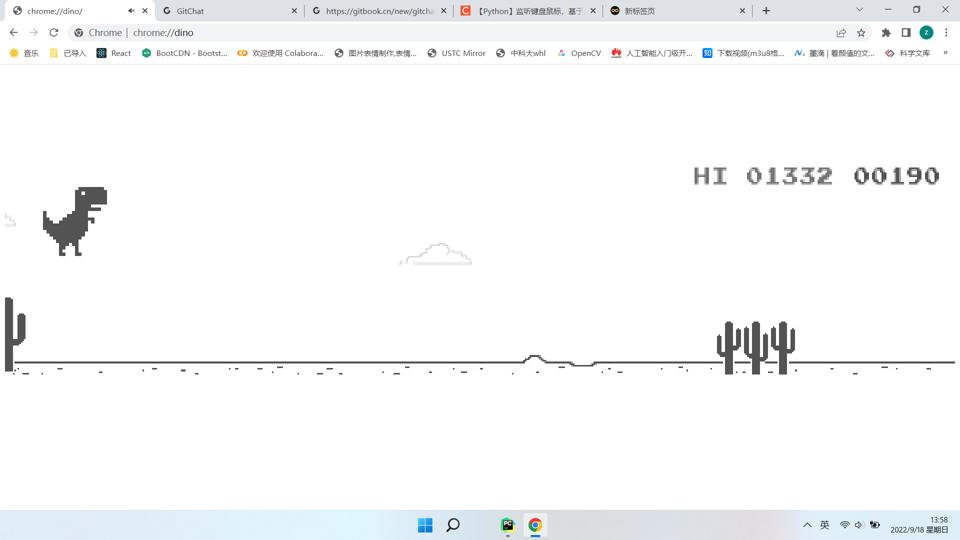 chrome://dino/
GitChat
https://gitbook.cn/new/gitcha
【Python】监听键盘鼠标，基于
新标签页
Chrome | chrome://dino
音乐
已导入
React
BootCDN - Bootst...
欢迎使用 Colabora...
图片表情制作,表情...
USTC Mirror
中科大whl
OpenCV
人工智能入门极开...
下载视频(m3u8格...
墨滴 | 看颜值的文...
科学文库
»
HI 01332 00190
英
13:58
2022/9/18 星期日